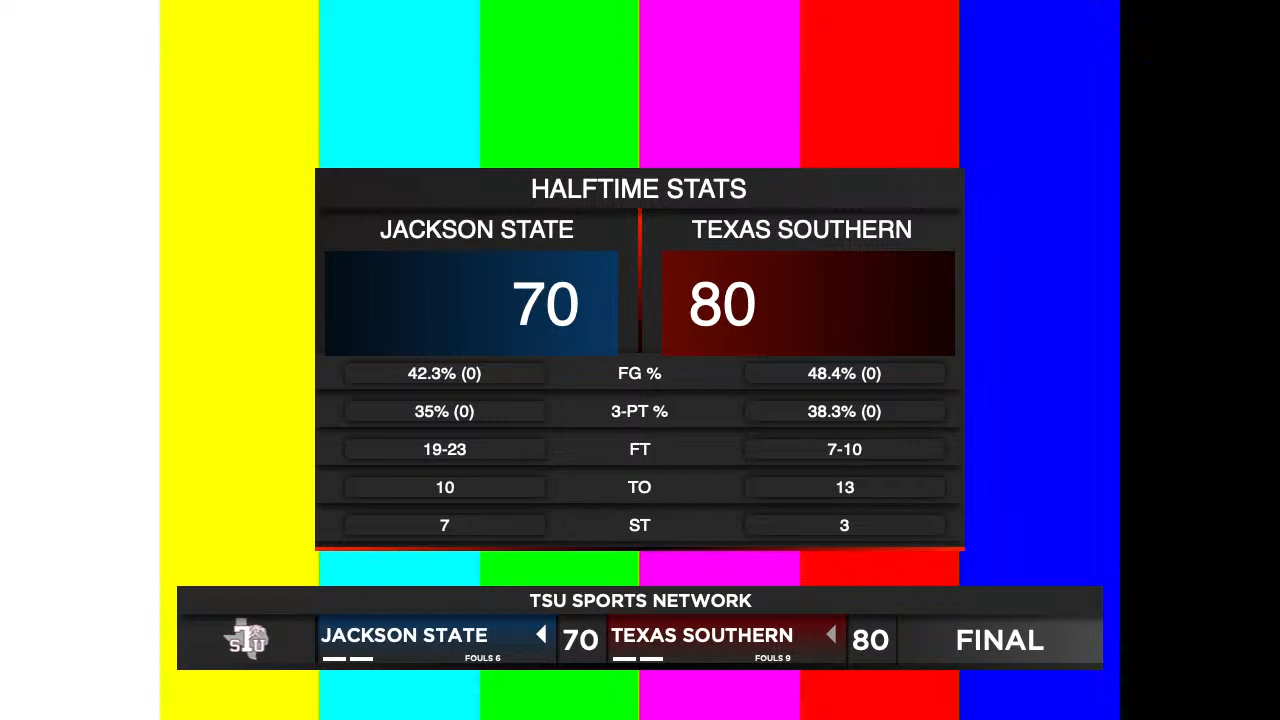 HALFTIME STATS
JACKSON STATE TEXAS SOUTHERN
70 80
42.3% (0) FG % 48.4% (0)
35% (0) 3-PT % 38.3% (0)
19-23 FT 7-10
10 TO 13
7 ST 3
TSU SPORTS NETWORK
STU JACKSON STATE 70 TEXAS SOUTHERN 80 FINAL
FOULS 6 FOULS 9